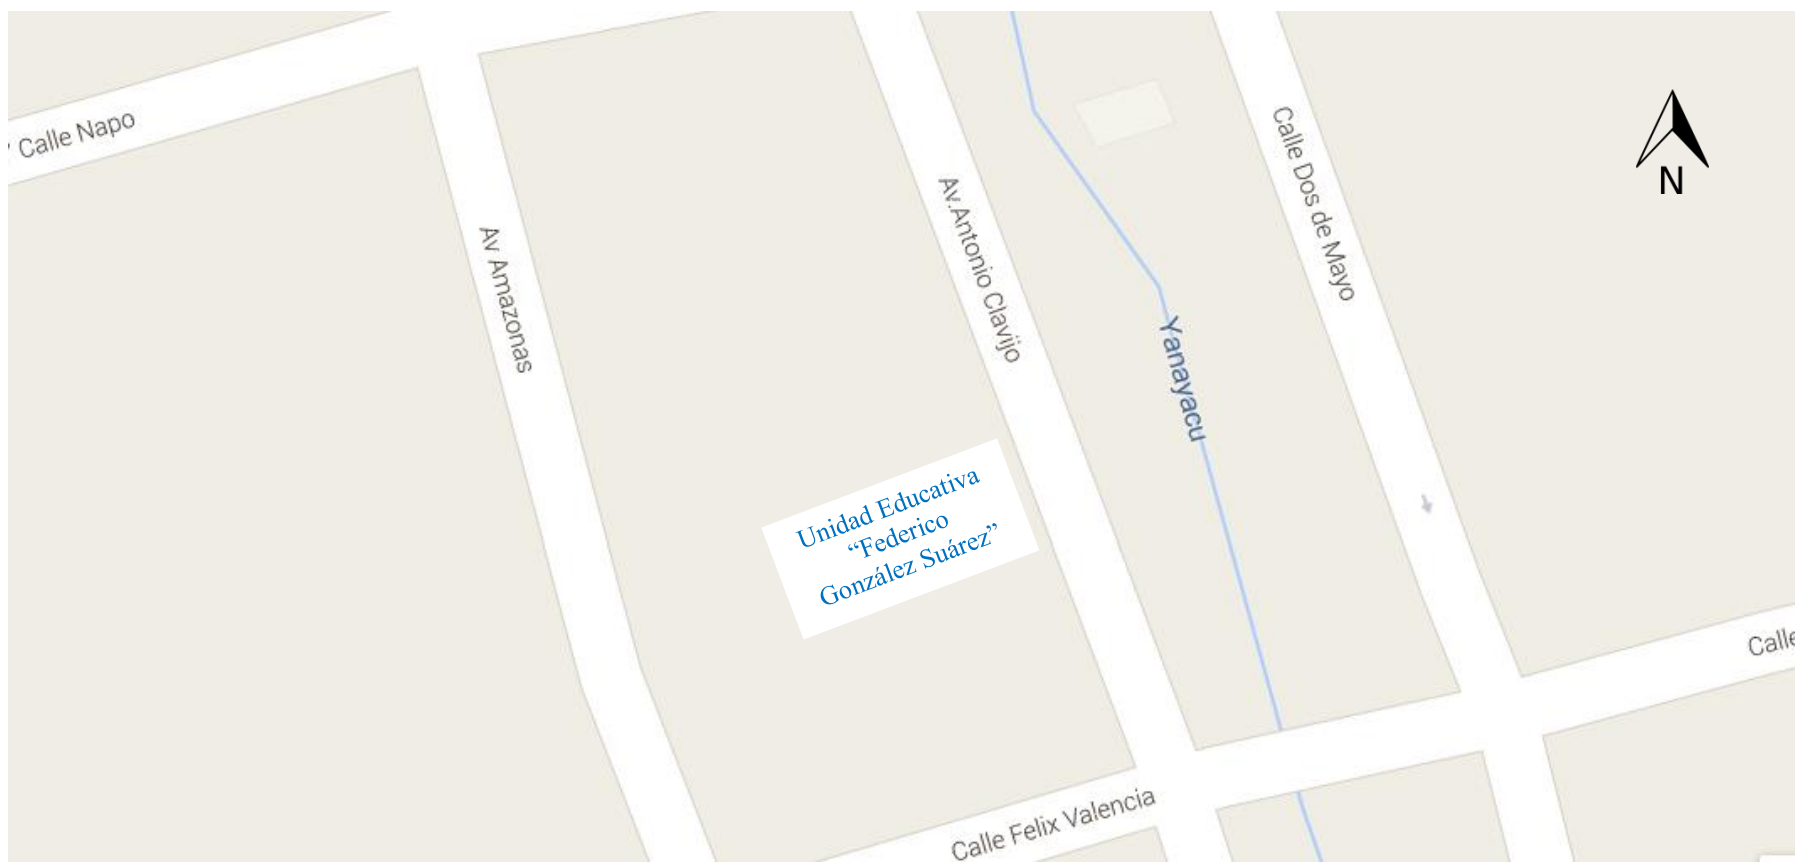 Calle Napo
Av Amazonas
Av.Antonio Clavijo
Yanayacu
Calle Dos de Mayo
N
Unidad Educativa
“Federico
González Suárez”
Calle Felix Valencia
Calle